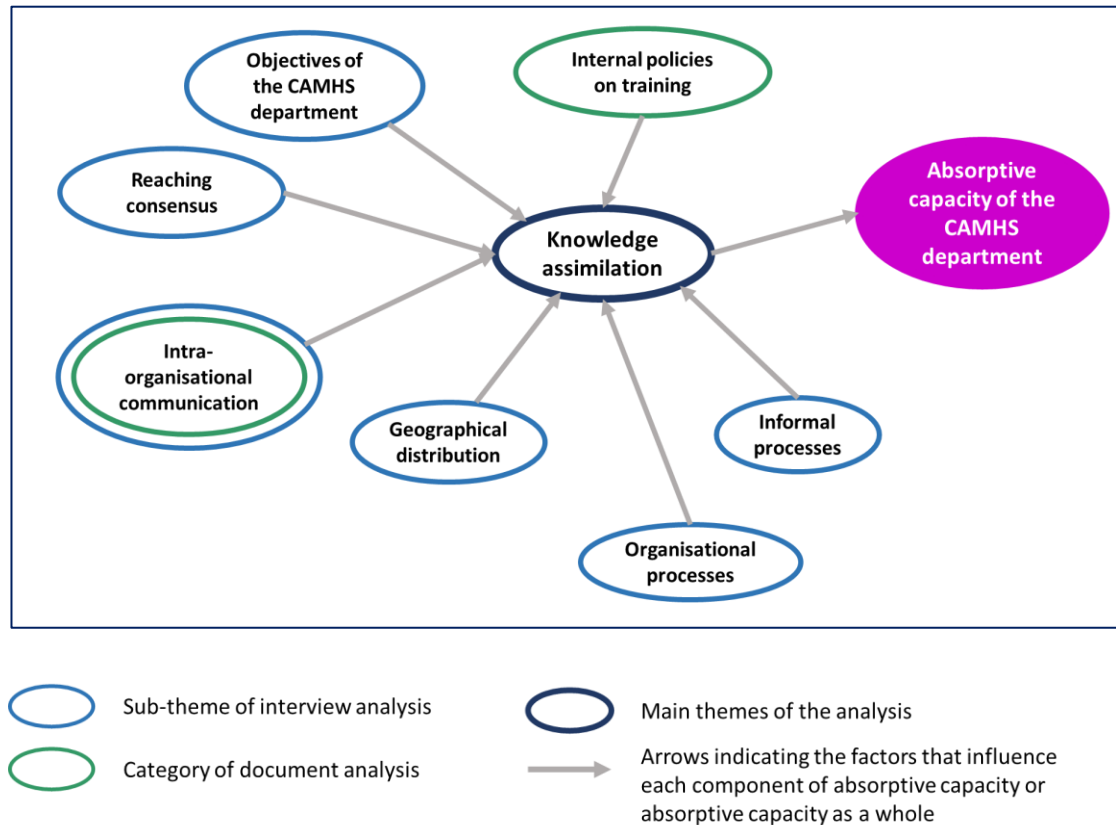 Objectives of
the CAMHS
department
Internal policies
on training
Reaching
consensus
Absorptive
capacity of the
CAMHS
department
Knowledge
assimilation
Intra-
organisational
communication
Geographical
distribution
Informal
processes
Organisational
processes
Sub-theme of interview analysis
Category of document analysis
Main themes of the analysis
Arrows indicating the factors that influence
each component of absorptive capacity or
absorptive capacity as a whole